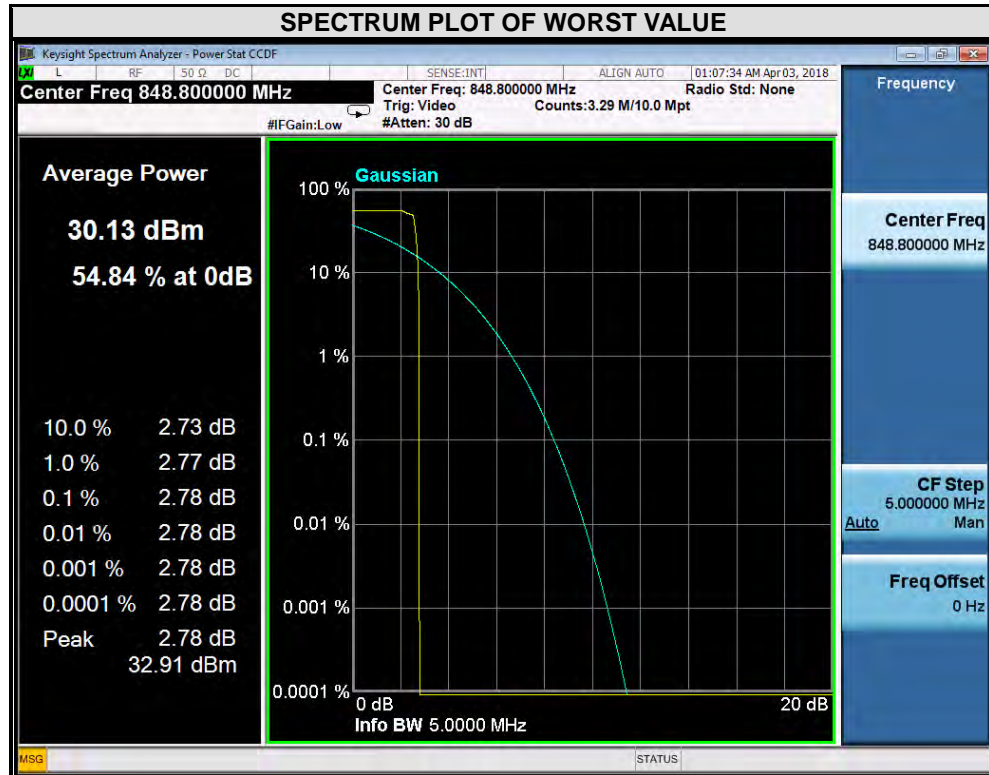 SPECTRUM PLOT OF WORST VALUE
Keysight Spectrum Analyzer - Power Stat CCDF
LXI L RF 50 Ω DC SENSE:INT ALIGN AUTO 01:07:34 AM Apr 03, 2018
Center Freq 848.800000 MHz
Center Freq: 848.800000 MHz Radio Std: None
Trig: Video Counts:3.29 M/10.0 Mpt
#IFGain:Low #Atten: 30 dB
Frequency
Average Power
30.13 dBm
54.84 % at 0dB
10.0 % 2.73 dB
1.0 % 2.77 dB
0.1 % 2.78 dB
0.01 % 2.78 dB
0.001 % 2.78 dB
0.0001 % 2.78 dB
Peak 2.78 dB
32.91 dBm
Gaussian
100 %
10 %
1 %
0.1 %
0.01 %
0.001 %
0.0001 %
0 dB 20 dB
Info BW 5.0000 MHz
Center Freq
848.800000 MHz
CF Step
5.000000 MHz
Auto Man
Freq Offset
0 Hz
MSG STATUS